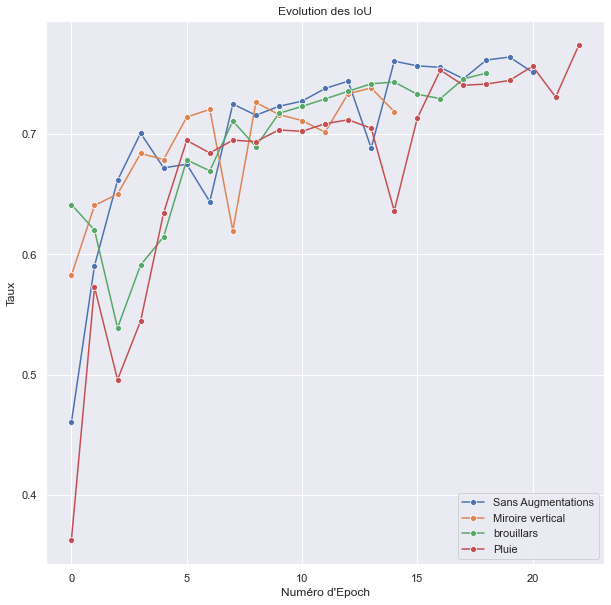 Evolution des IoU
Taux
0.7
0.6
0.5
0.4
0
5
10
15
20
Numéro d'Epoch
Sans Augmentations
Miroire vertical
brouillars
Pluie